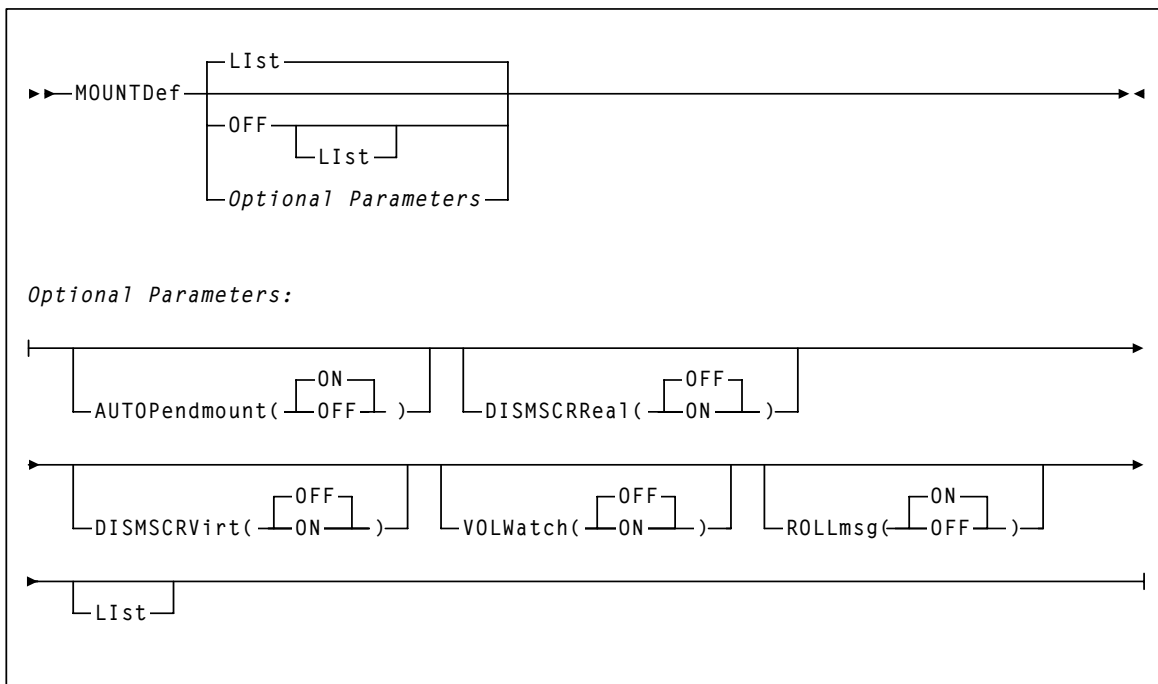 LIst
MOUNTDef
OFF
LIst
Optional Parameters
Optional Parameters:
ON OFF
AUTOPendmount( OFF ) DISMSCRReal( ON )
OFF OFF ON
DISMSCRVirt( ON ) VOLWatch( ON ) ROLLmsg( OFF )
LIst